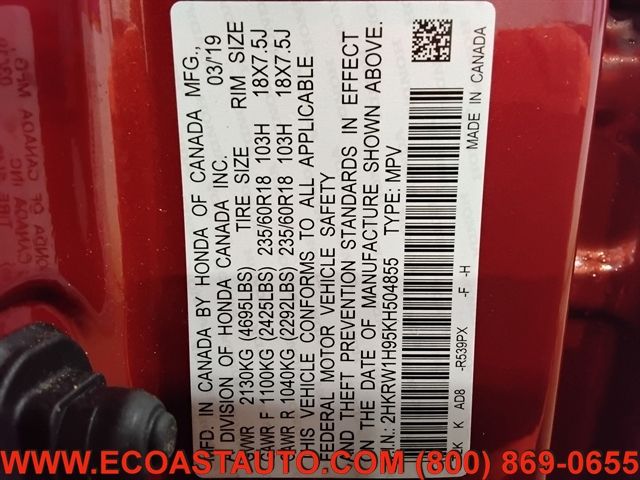 MFD. IN CANADA BY HONDA OF CANADA MFG.,
A DIVISION OF HONDA CANADA INC. 03/19
GVWR 2130KG (4695LBS) TIRE SIZE RIM SIZE
GAWR F 1100KG (2425LBS) 235/60R18 103H 18X7.5J
GAWR R 1040KG (2292LBS) 235/60R18 103H 18X7.5J
THIS VEHICLE CONFORMS TO ALL APPLICABLE
FEDERAL MOTOR VEHICLE SAFETY
AND THEFT PREVENTION STANDARDS IN EFFECT
ON THE DATE OF MANUFACTURE SHOWN ABOVE.
V.I.N.: 2HKRW1H95KH504855 TYPE: MPV
K AD8 -R539PX -F -H MADE IN CANADA
WWW.ECOASTAUTO.COM (800) 869-0655